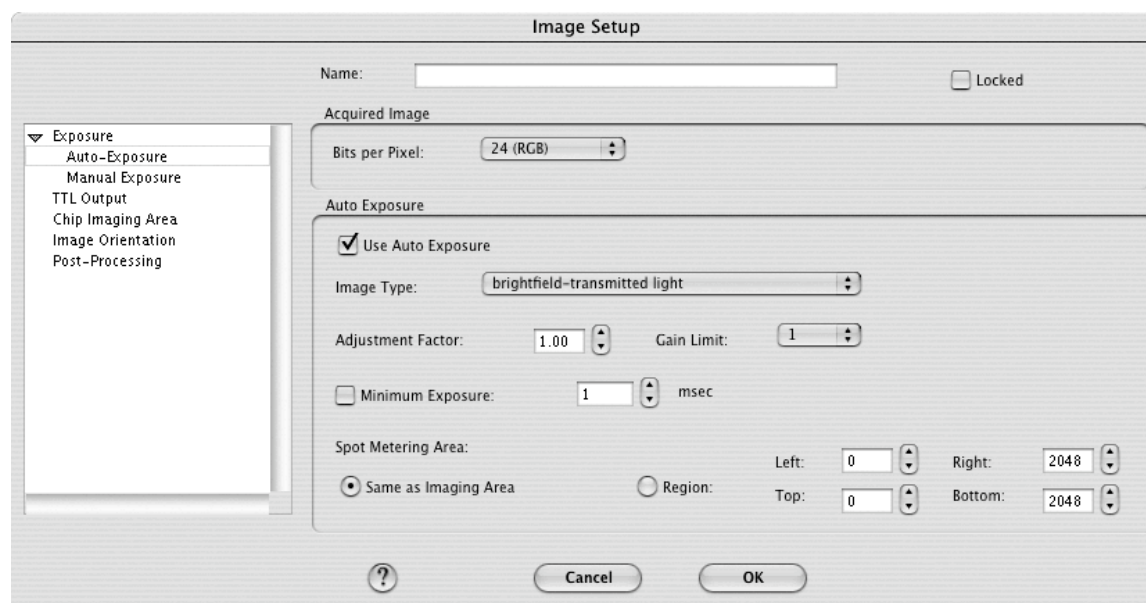 Image Setup
Name:
Locked
Exposure
Auto-Exposure
Manual Exposure
TTL Output
Chip Imaging Area
Image Orientation
Post-Processing
Acquired Image
Bits per Pixel: 24 (RGB)
Auto Exposure
Use Auto Exposure
Image Type: brightfield-transmitted light
Adjustment Factor: 1.00 Gain Limit: 1
Minimum Exposure: 1 msec
Spot Metering Area:
Same as Imaging Area Region:
Left: 0 Right: 2048
Top: 0 Bottom: 2048
? Cancel OK